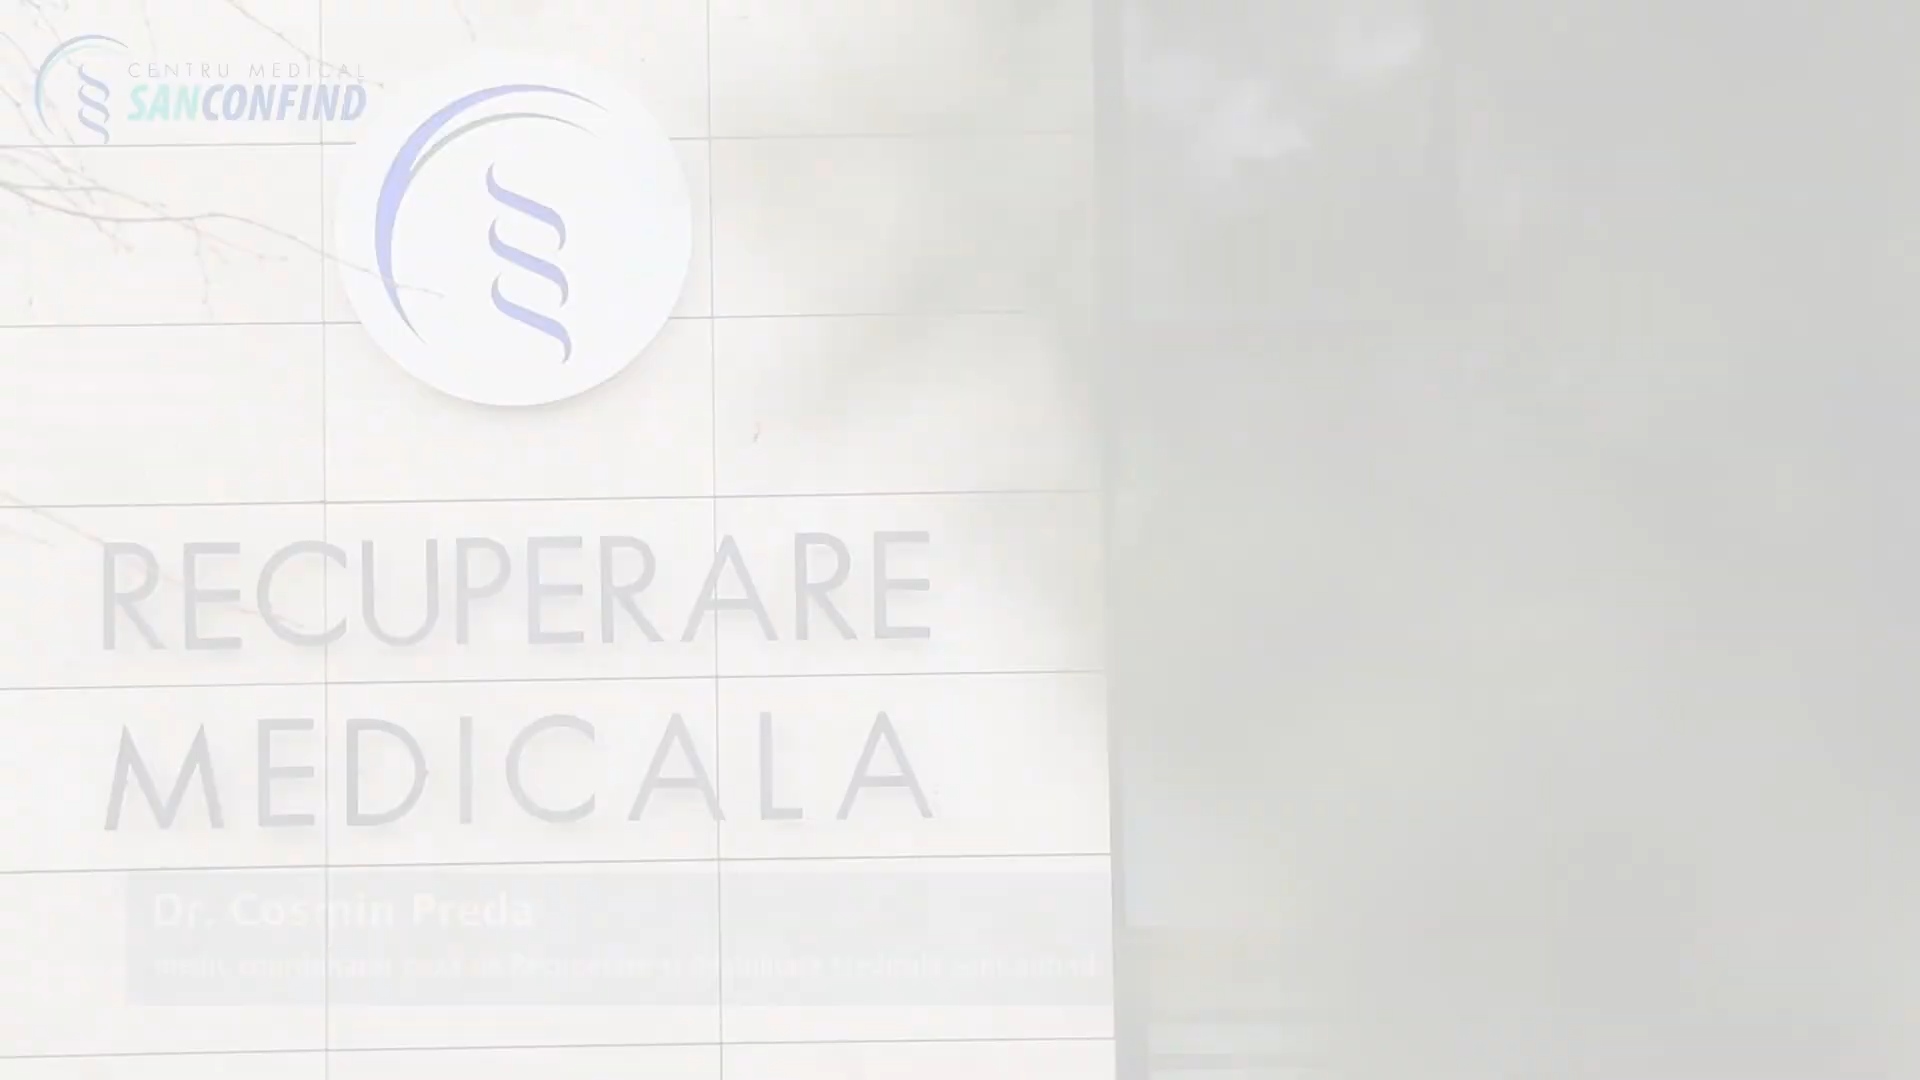 CENTRU MEDICAL
SANCONFIND
RECUPERARE
MEDICALA
Dr. Cosmin Preda